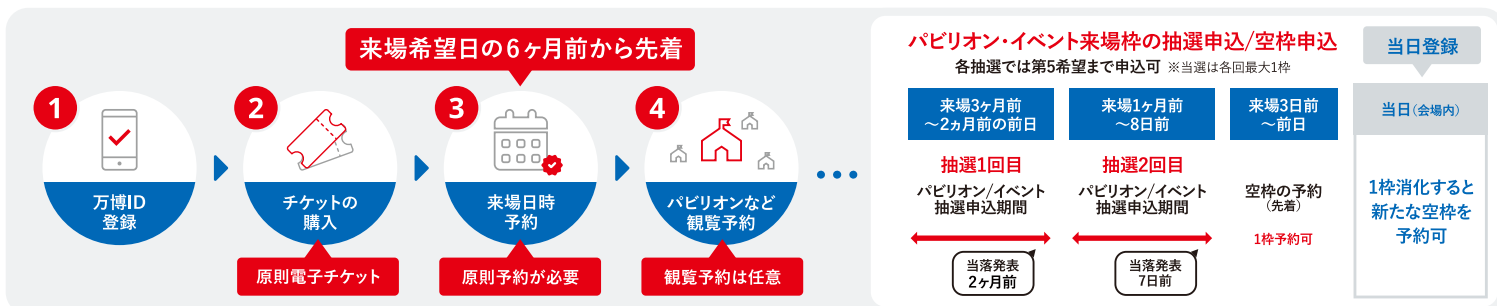 来場希望日の6ヶ月前から先着
1
万博ID
登録
2
チケットの
購入
原則電子チケット
3
来場日時
予約
原則予約が必要
4
パビリオンなど
観覧予約
観覧予約は任意
パビリオン・イベント来場枠の抽選申込/空枠申込
各抽選では第5希望まで申込可 ※当選は各回最大1枠
来場3ヶ月前
～2ヵ月前の前日
抽選1回目
パビリオン/イベント
抽選申込期間
当落発表
2ヶ月前
来場1ヶ月前
～8日前
抽選2回目
パビリオン/イベント
抽選申込期間
当落発表
7日前
来場3日前
～前日
空枠の予約
(先着)
1枠予約可
当日登録
当日(会場内)
1枠消化すると
新たな空枠を
予約可